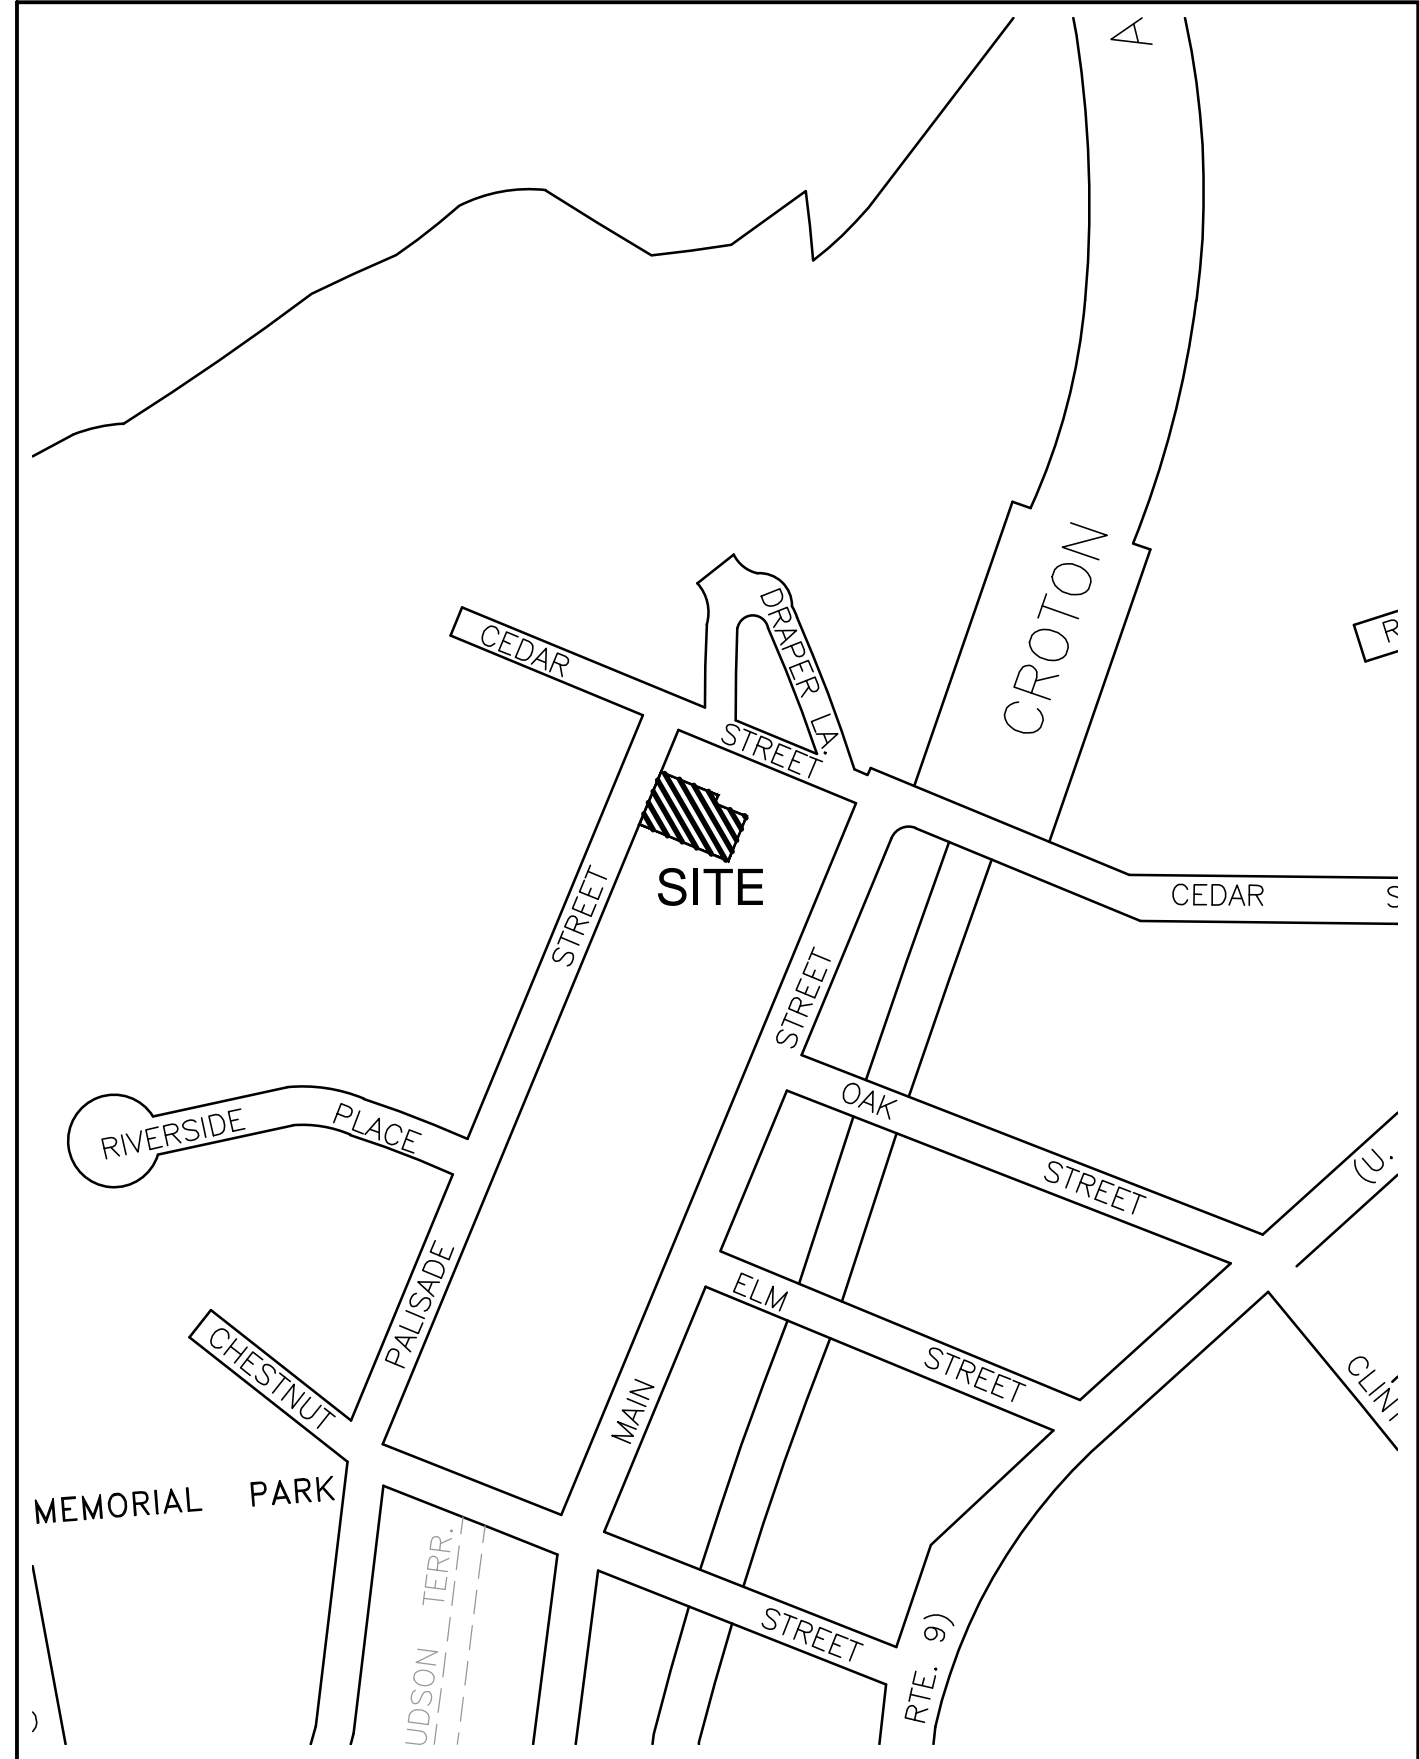 A
CROTON
R
DRAPER LA.
CEDAR
STREET
SITE
CEDAR S
STREET
STREET
OAK
STREET
(U.
RIVERSIDE PLACE
PALISADE
ELM
STREET
CHESTNUT
MAIN
MEMORIAL PARK
TERR.
UDSON
STREET
RTE. 9)
)